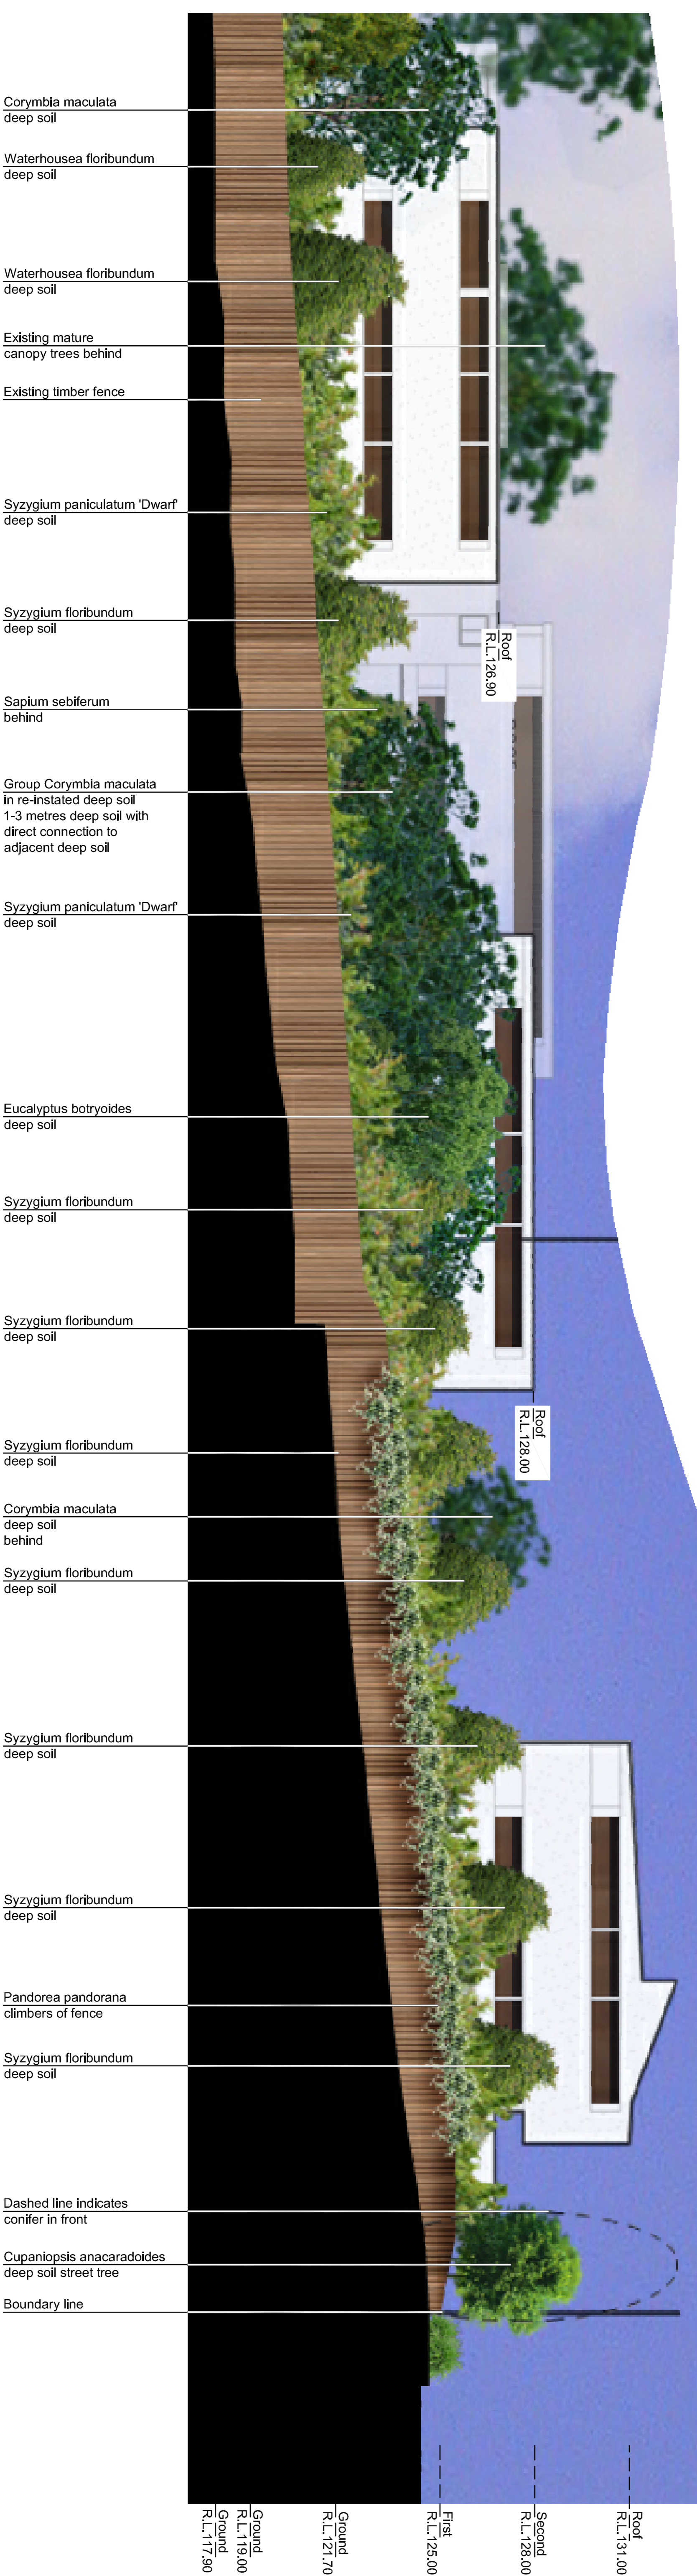 Corymbia maculata
deep soil
Waterhousea floribundum
deep soil
Waterhousea floribundum
deep soil
Existing mature
canopy trees behind
Existing timber fence
Syzygium paniculatum 'Dwarf'
deep soil
Syzygium floribundum
deep soil
Roof
R.L.126.90
Sapium sebiferum
behind
Group Corymbia maculata
in re-instated deep soil
1-3 metres deep soil with
direct connection to
adjacent deep soil
Syzygium paniculatum 'Dwarf'
deep soil
Eucalyptus botryoides
deep soil
Syzygium floribundum
deep soil
Syzygium floribundum
deep soil
Roof
R.L.128.00
Syzygium floribundum
deep soil
Corymbia maculata
deep soil
behind
Syzygium floribundum
deep soil
Syzygium floribundum
deep soil
Syzygium floribundum
deep soil
Pandorea pandorana
climbers of fence
Syzygium floribundum
deep soil
Dashed line indicates
conifer in front
Cupaniopsis anacaradoides
deep soil street tree
Boundary line
Ground
R.L.117.90
Ground
R.L.119.00
Ground
R.L.121.70
First
R.L.125.00
Second
R.L.128.00
Roof
R.L.131.00